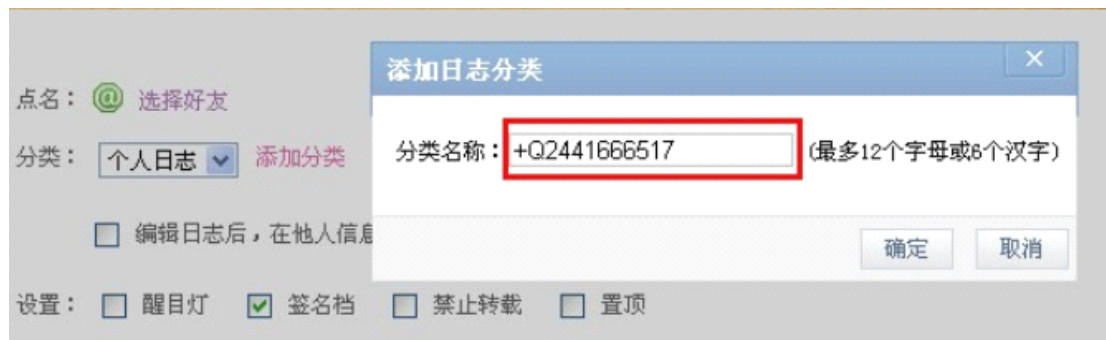 添加日志分类
点名： @ 选择好友
分类： 个人日志 添加分类
分类名称： +Q2441666517 (最多12个字母或6个汉字)
编辑日志后，在他人信息
确定 取消
设置： 醒目灯 签名档 禁止转载 置顶